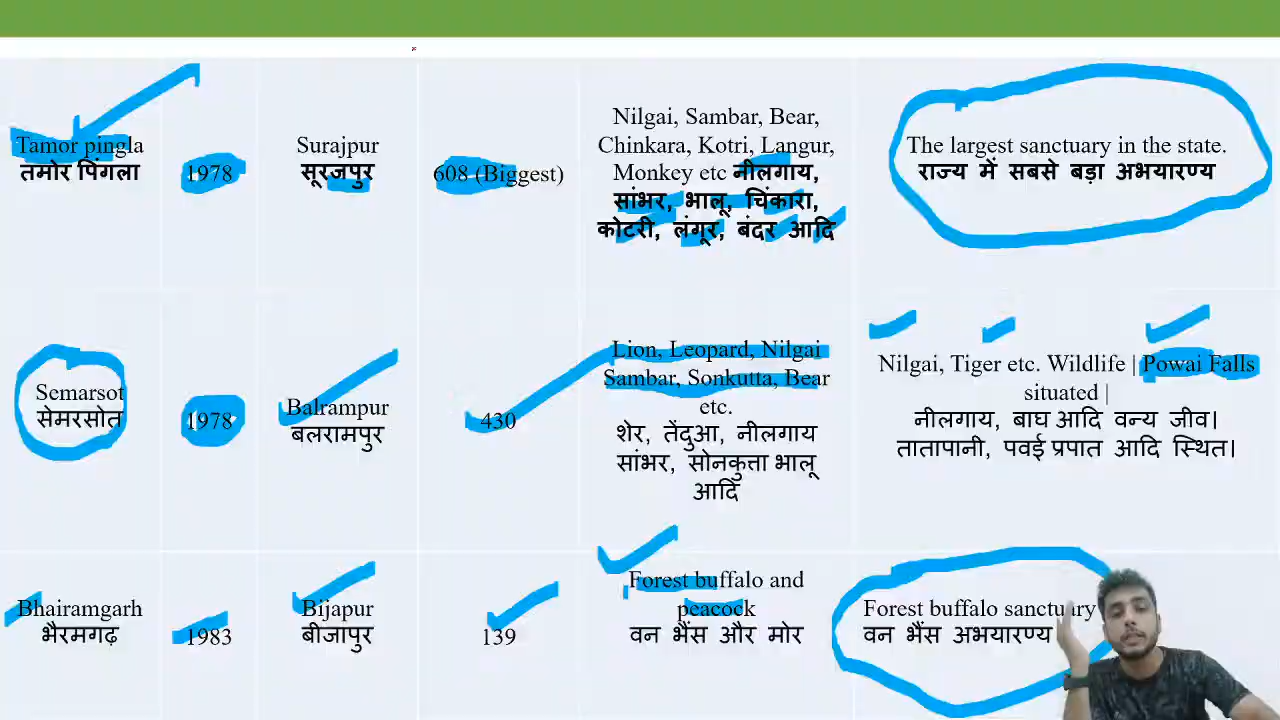 Tamor pingla
तमोर पिंगला
1978
Surajpur
सूरजपुर
608 (Biggest)
Nilgai, Sambar, Bear,
Chinkara, Kotri, Langur,
Monkey etc नीलगाय,
सांभर, भालू, चिंकारा,
कोटरी, लंगूर, बंदर आदि
The largest sanctuary in the state.
राज्य में सबसे बड़ा अभयारण्य
Semarsot
सेमरसोत
1978
Balrampur
बलरामपुर
430
Lion, Leopard, Nilgai
Sambar, Sonkutta, Bear
etc.
शेर, तेंदुआ, नीलगाय
सांभर, सोनकुत्ता भालू
आदि
Nilgai, Tiger etc. Wildlife | Powai Falls
situated |
नीलगाय, बाघ आदि वन्य जीव।
तातापानी, पवई प्रपात आदि स्थित।
Bhairamgarh
भैरमगढ़
1983
Bijapur
बीजापुर
139
Forest buffalo and
peacock
वन भैंस और मोर
Forest buffalo sanctuary
वन भैंस अभयारण्य